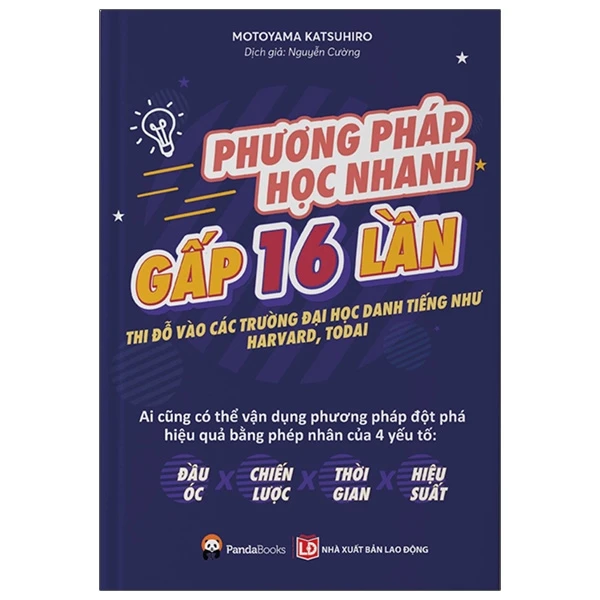 MOTOYAMA KATSUHIRO
Dịch giả: Nguyễn Cường
PHƯƠNG PHÁP
HỌC NHANH
GẤP 16 LẦN
THI ĐỖ VÀO CÁC TRƯỜNG ĐẠI HỌC DANH TIẾNG NHƯ
HARVARD, TODAI
Ai cũng có thể vận dụng phương pháp đột phá
hiệu quả bằng phép nhân của 4 yếu tố:
ĐẦU ÓC X CHIẾN LƯỢC X THỜI GIAN X HIỆU SUẤT
PandaBooks
LĐ NHÀ XUẤT BẢN LAO ĐỘNG